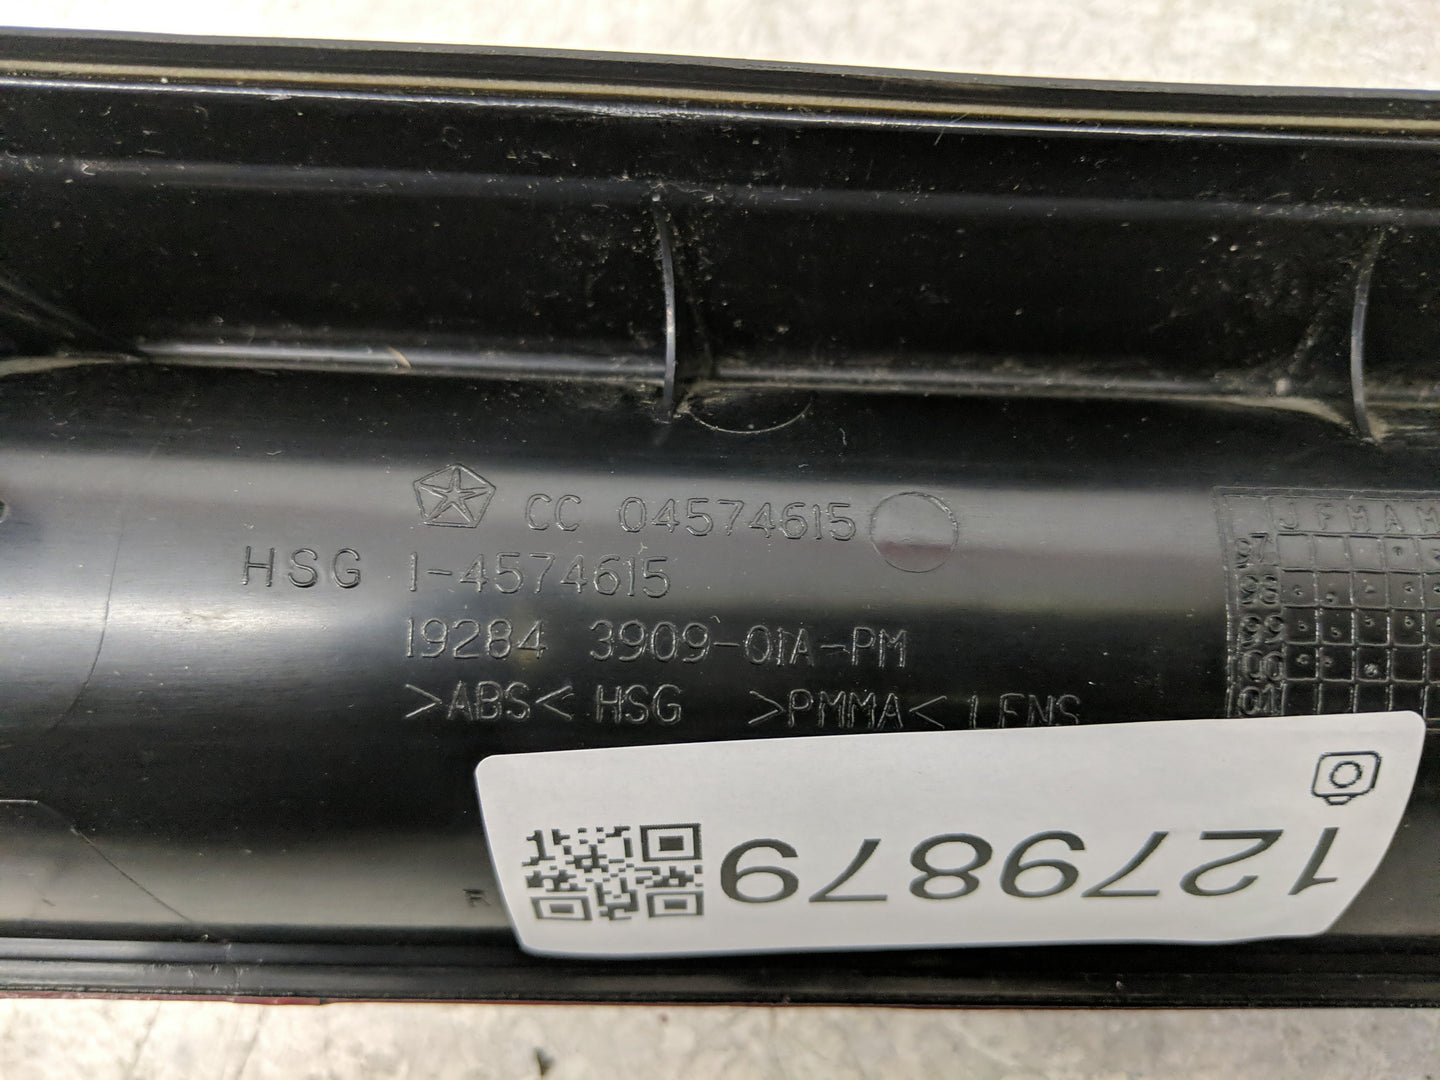 CC 04574615
HSG 1-4574615
19284 3909-01A-PM
>ABS< HSG >PMMA< LENS
J F M A M
97
98
99
00
01
1279879